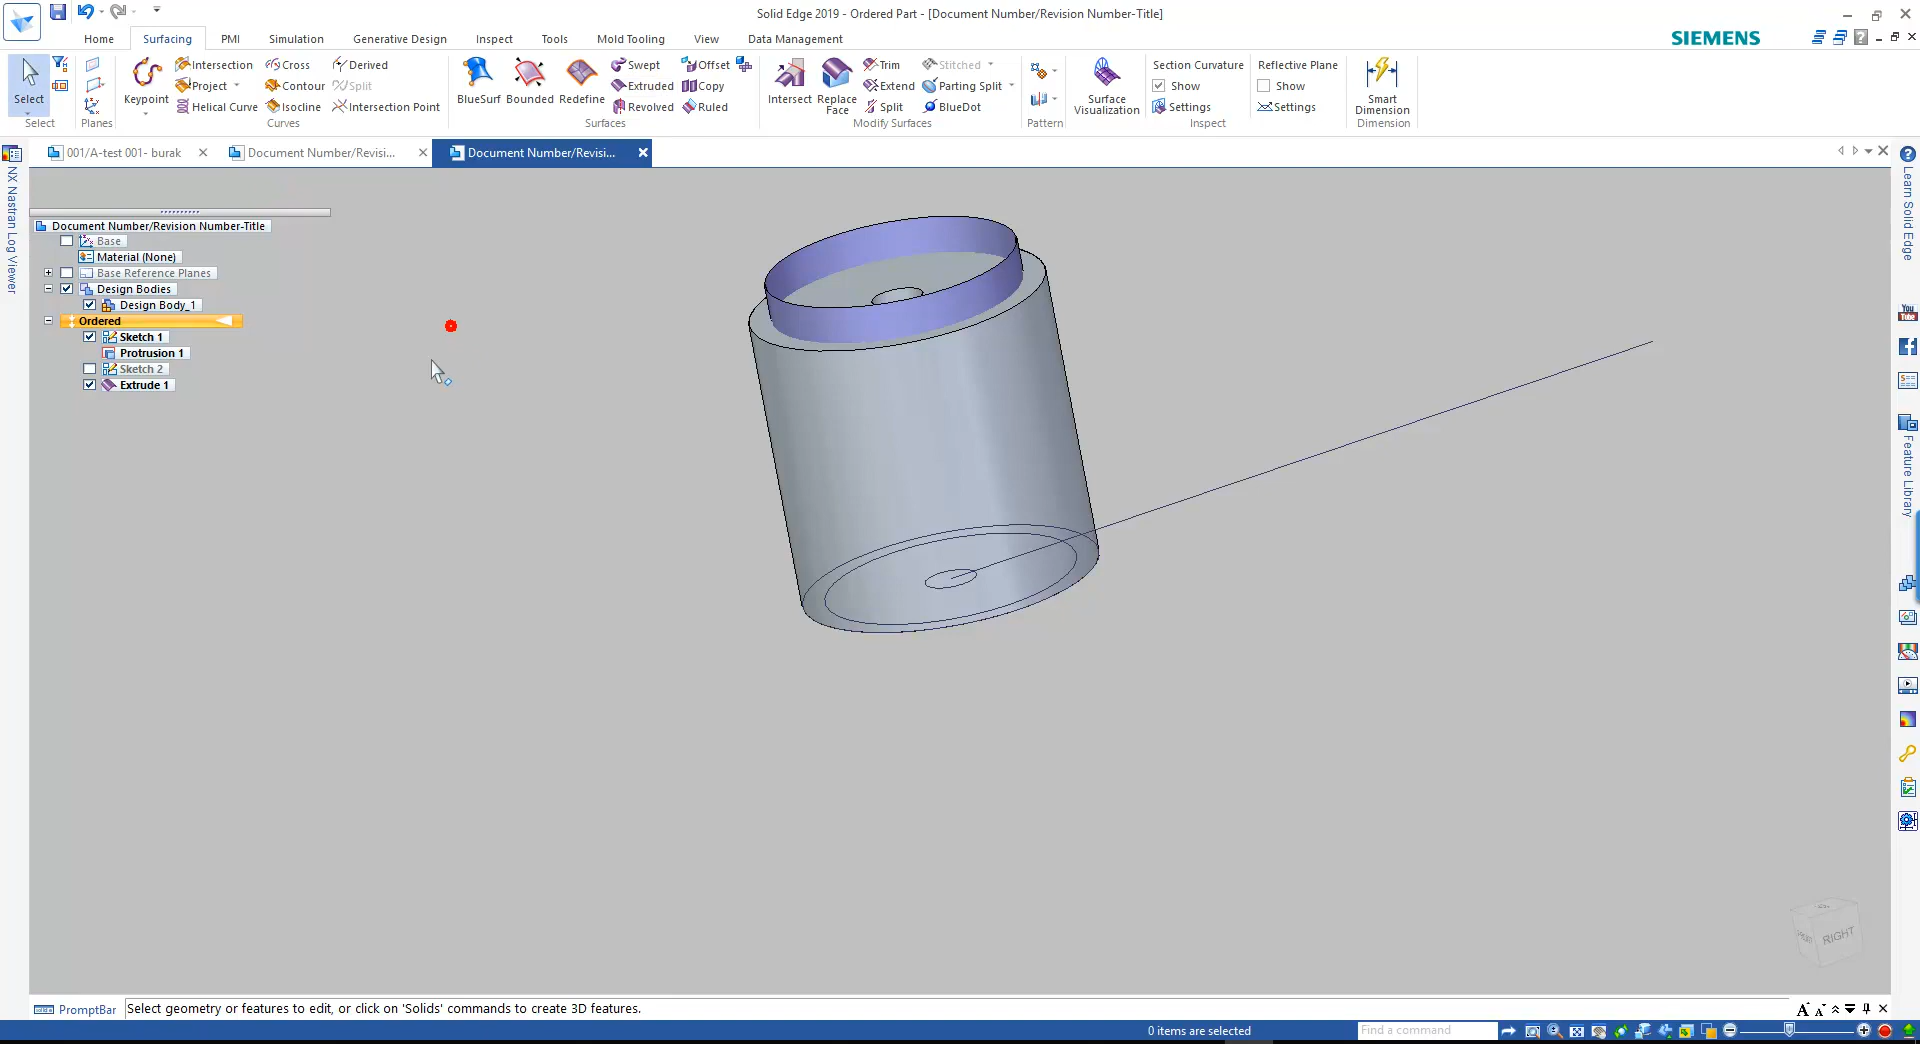 Solid Edge 2019 - Ordered Part - [Document Number/Revision Number-Title]
Home Surfacing PMI Simulation Generative Design Inspect Tools Mold Tooling View Data Management
SIEMENS
Select
Select
Planes
Keypoint
Intersection
Project
Helical Curve
Cross
Contour
Isocline
Derived
Split
Intersection Point
Curves
BlueSurf
Bounded
Redefine
Swept
Extruded
Revolved
Offset
Copy
Ruled
Surfaces
Intersect
Replace
Face
Trim
Extend
Split
Stitched
Parting Split
BlueDot
Modify Surfaces
Pattern
Surface
Visualization
Section Curvature
Show
Settings
Inspect
Reflective Plane
Show
Settings
Smart
Dimension
Dimension
001/A-test 001- burak
Document Number/Revisi...
Document Number/Revisi...
NX Nastran Log Viewer
Document Number/Revision Number-Title
Base
Material (None)
Base Reference Planes
Design Bodies
Design Body_1
Ordered
Sketch 1
Protrusion 1
Sketch 2
Extrude 1
Learn Solid Edge
You
Tube
Feature Library
RIGHT
PromptBar
Select geometry or features to edit, or click on 'Solids' commands to create 3D features.
0 items are selected
Find a command